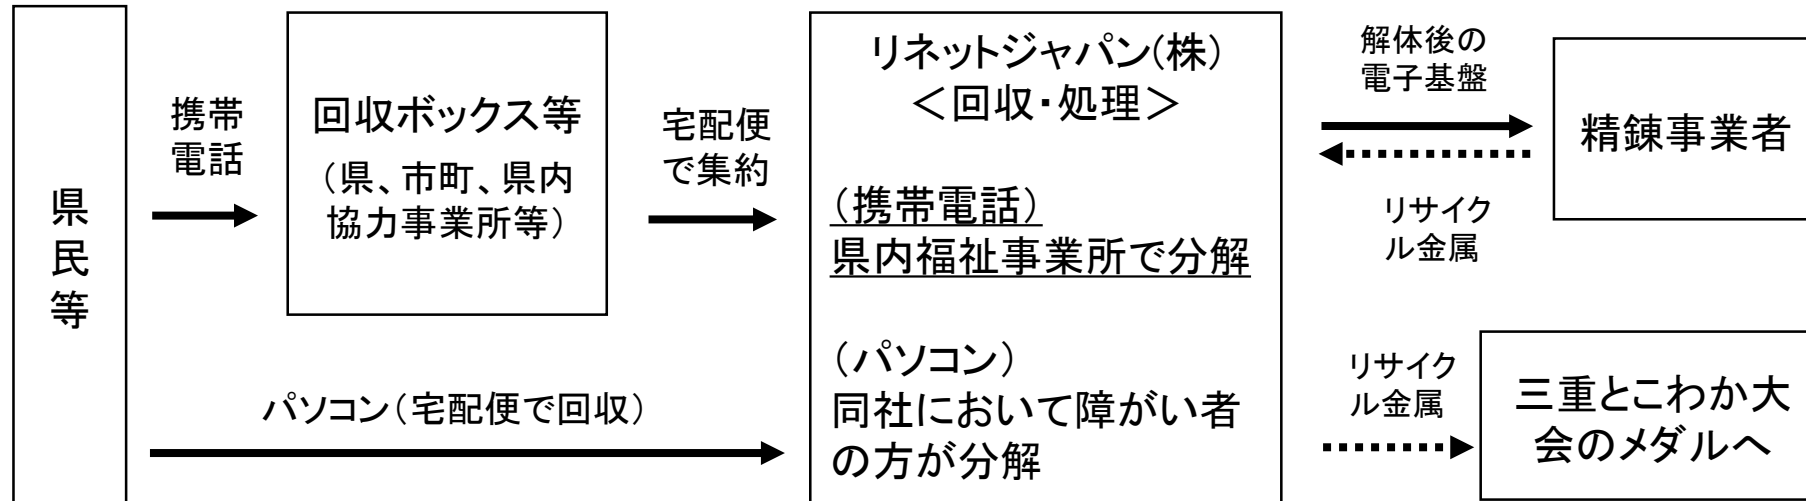 県民等
携帯
電話
回収ボックス等
（県、市町、県内
協力事業所等）
宅配便
で集約
パソコン（宅配便で回収）
リネットジャパン（株）
＜回収・処理＞
（携帯電話）
県内福祉事業所で分解
（パソコン）
同社において障がい者
の方が分解
解体後の
電子基盤
リサイク
ル金属
精錬事業者
リサイク
ル金属
三重とこわか大
会のメダルへ